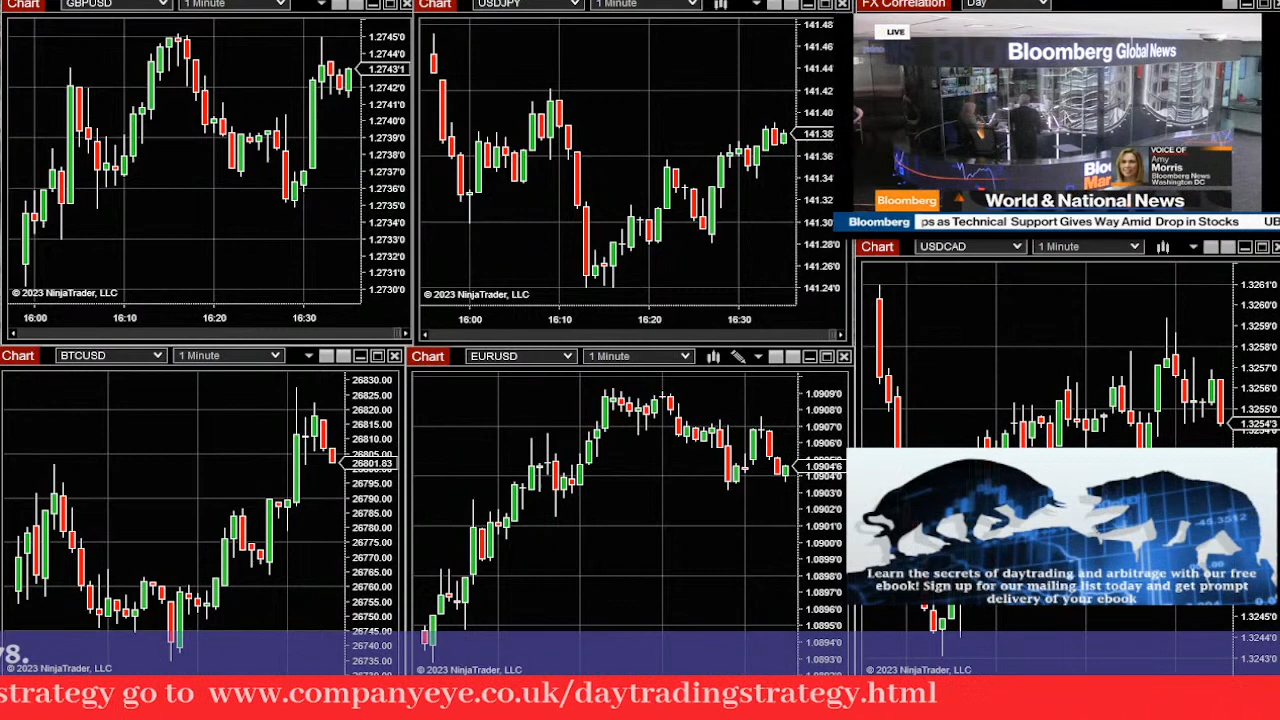 Chart GBPUSD 1 Minute
1.2745'0
1.2744'0
1.2743'1
1.2742'0
1.2741'0
1.2740'0
1.2739'0
1.2738'0
1.2737'0
1.2736'0
1.2735'0
1.2734'0
1.2733'0
1.2732'0
1.2731'0
1.2730'0
© 2023 NinjaTrader, LLC
16:00 16:10 16:20 16:30
Chart USDJPY 1 Minute
141.48
141.46
141.44
141.42
141.40
141.38
141.36
141.34
141.32
141.30
141.28
141.26
141.24'0
© 2023 NinjaTrader, LLC
16:00 16:10 16:20 16:30
FX Correlation Day
LIVE
Bloomberg Global News
VOICE OF
Amy
Morris
Bloomberg News
Washington DC
Bloomberg World & National News
Bloomberg ps as Technical Support Gives Way Amid Drop in Stocks UB
Chart USDCAD 1 Minute
1.3261'0
1.3260'0
1.3258'0
1.3257'0
1.3256'0
1.3255'0
1.3254'3
1.3245'0
1.3244'0
1.3243'0
© 2023 NinjaTrader, LLC
Chart BTCUSD 1 Minute
26830.00
26825.00
26820.00
26815.00
26810.00
26801.83
26795.00
26790.00
26785.00
26780.00
26775.00
26770.00
26765.00
26760.00
26755.00
26750.00
26745.00
26740.00
26735.00
© 2023 NinjaTrader, LLC
Chart EURUSD 1 Minute
1.0909'0
1.0908'0
1.0906'0
1.0904'6
1.0904'0
1.0903'0
1.0901'0
1.0899'0
1.0898'0
1.0897'0
1.0896'0
1.0895'0
1.0894'0
1.0893'0
© 2023 NinjaTrader, LLC
-45.3512
Learn the secrets of daytrading and arbitrage with our free
ebook! Sign up for our mailing list today and get prompt
delivery of your ebook
y8.
strategy go to www.companyeye.co.uk/daytradingstrategy.html